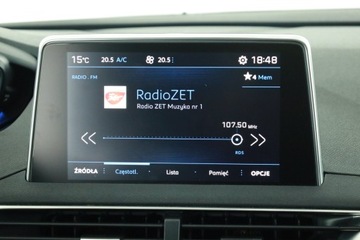 15°C 20.5 A/C 20.5 18:48
RADIO . FM ★4 Mem
RadioZET
Radio ZET Muzyka nr 1
107.50 MHz
RDS
ŹRÓDŁA Częstotl. Lista Pamięć OPCJE